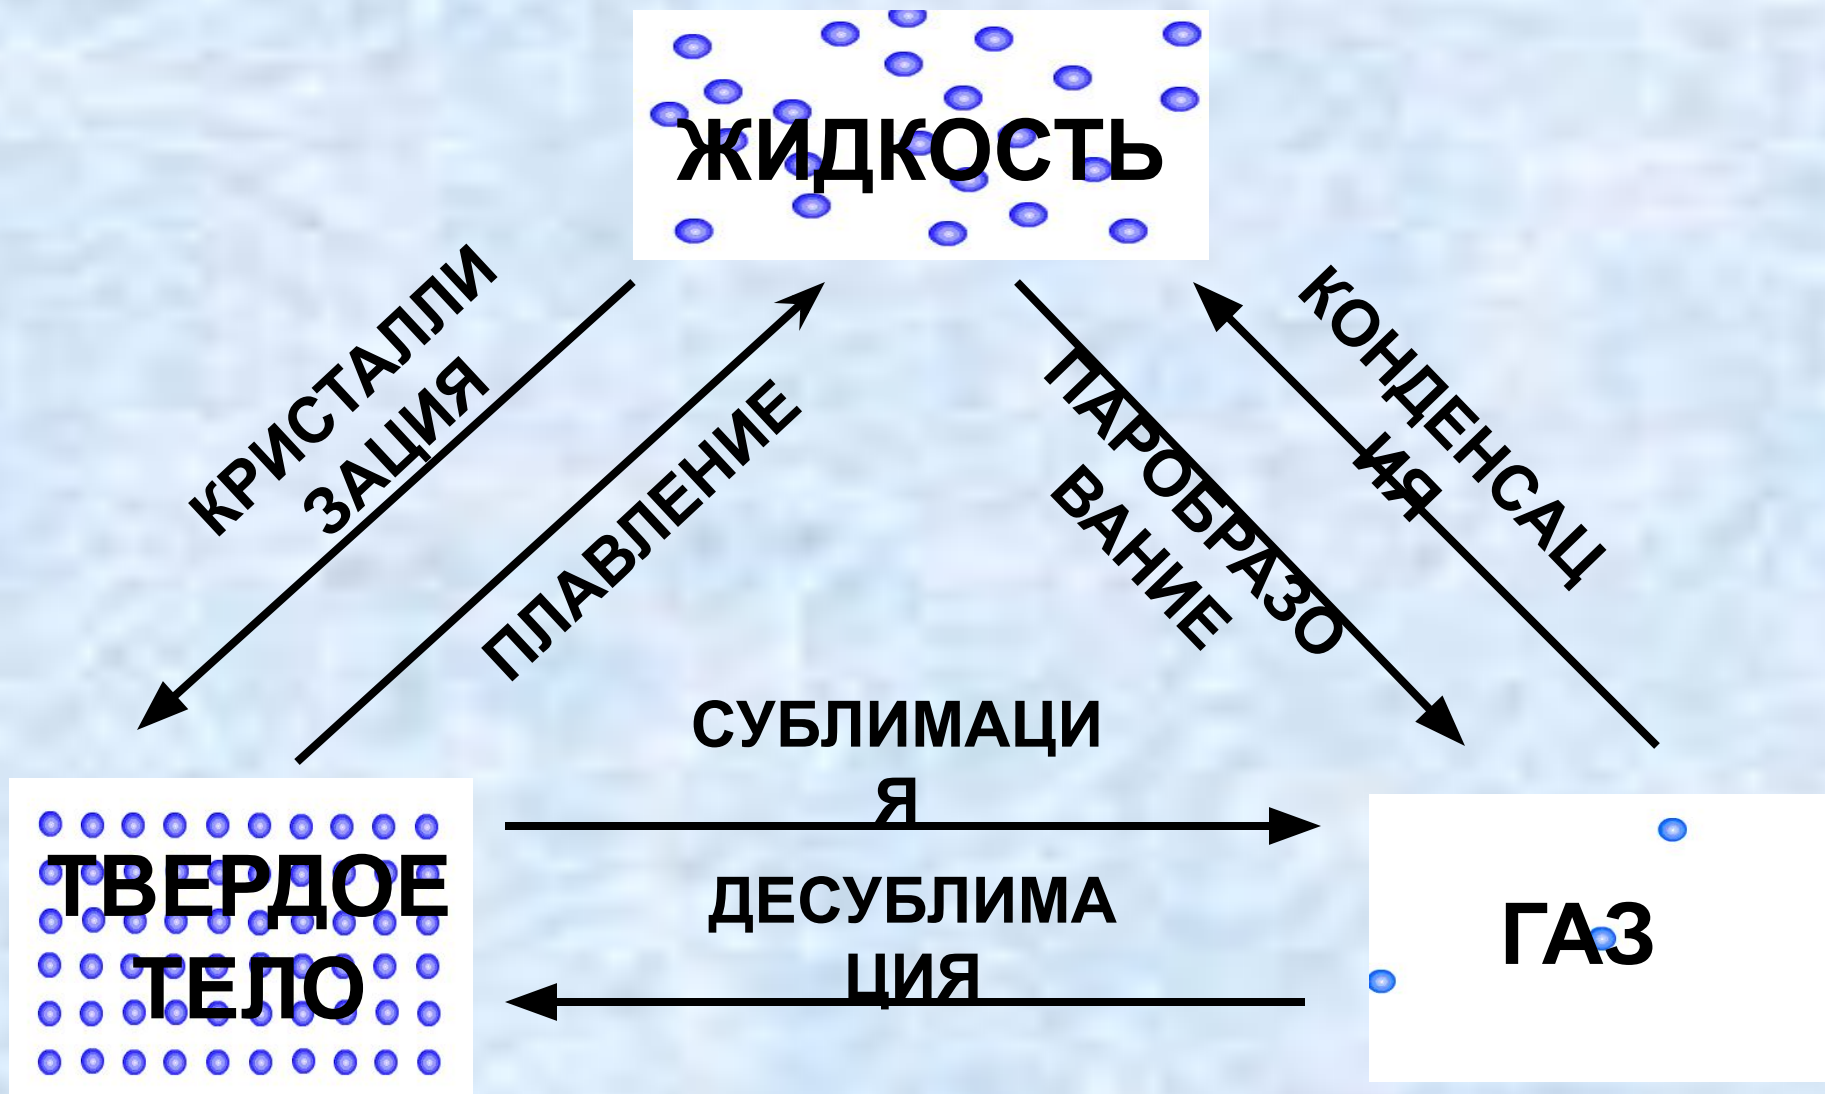 ЖИДКОСТЬ
КРИСТАЛЛИ
ЗАЦИЯ
ПЛАВЛЕНИЕ
ПАРОБРАЗО
ВАНИЕ
КОНДЕНСАЦ
ИЯ
СУБЛИМАЦИ
Я
ДЕСУБЛИМА
ЦИЯ
ТВЕРДОЕ
ТЕЛО
ГАЗ